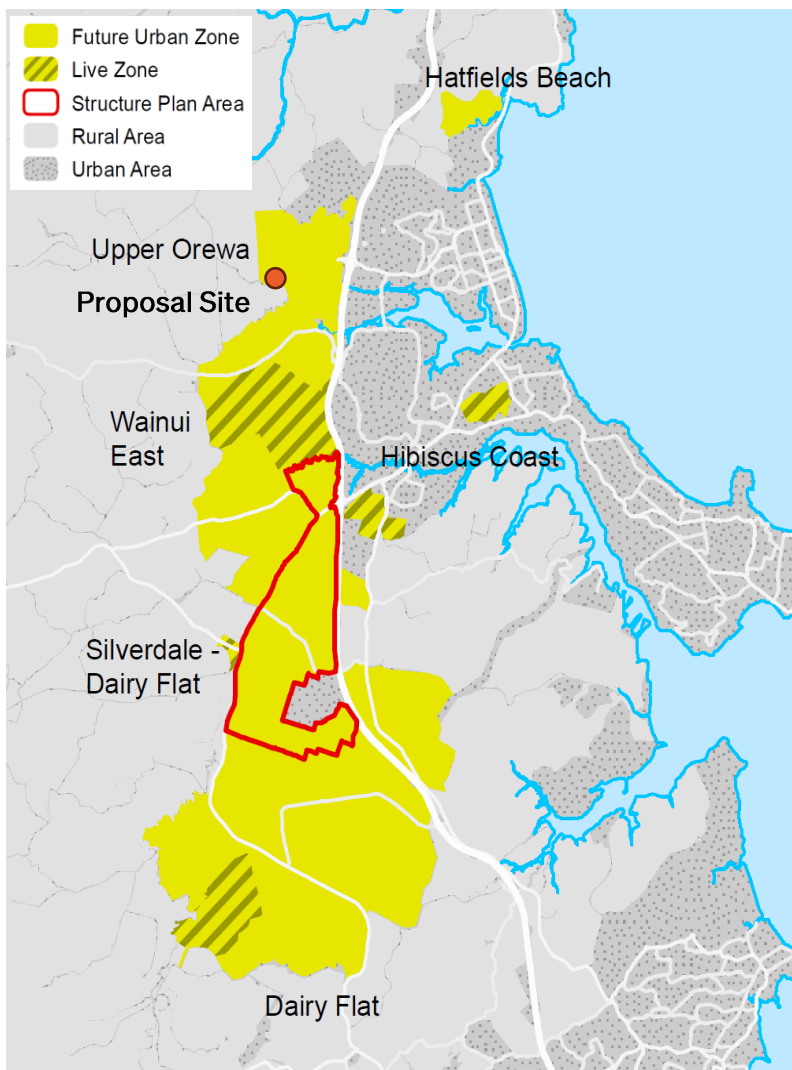 Future Urban Zone
Live Zone
Structure Plan Area
Rural Area
Urban Area
Hatfields Beach
Upper Orewa
Proposal Site
Wainui
East
Hibiscus Coast
Silverdale -
Dairy Flat
Dairy Flat